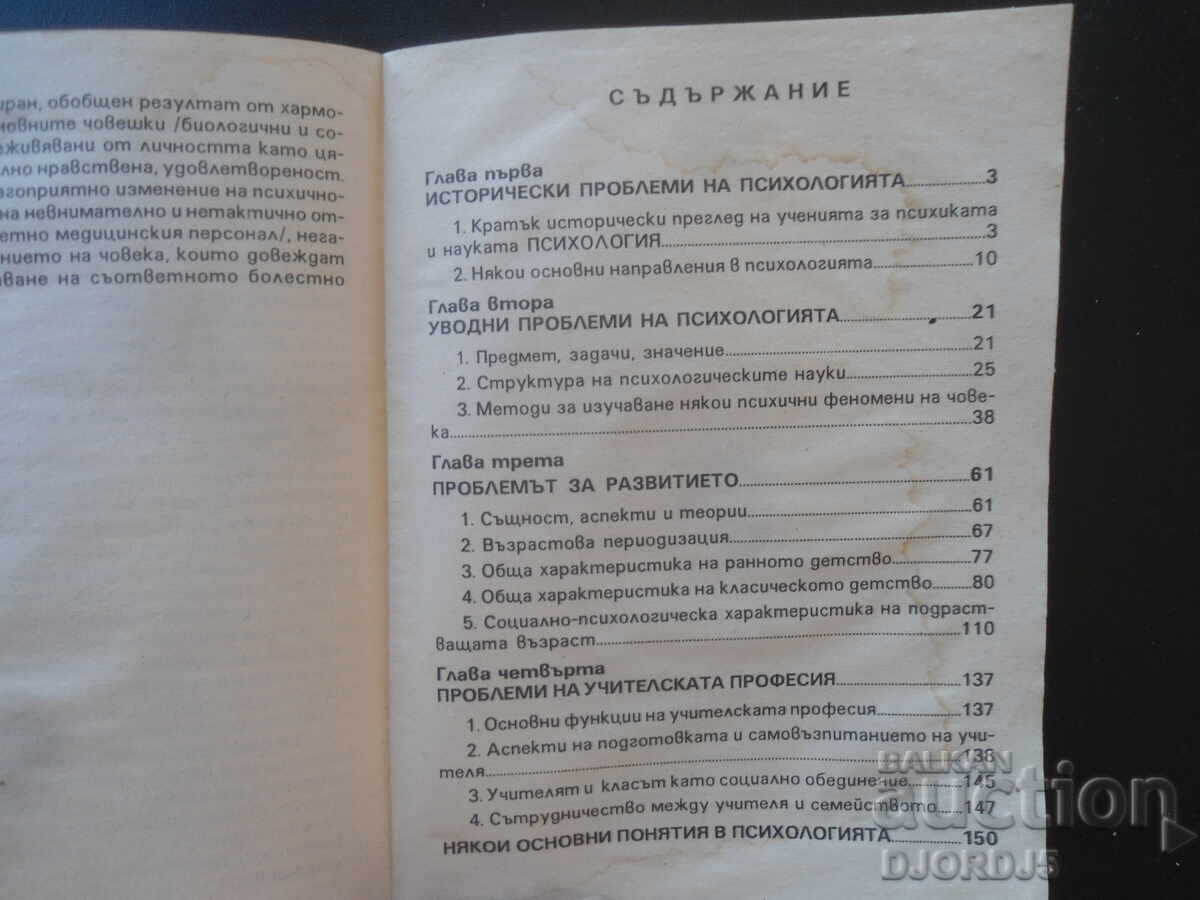 иран, обобщен резултат от хармо-
новните човешки /биологични и со-
еживявани от личността като ця-
лно нравствена, удовлетвореност.
агоприятно изменение на психично-
на невнимателно и нетактично от-
етно медицинския персонал/, нега-
нието на човека, които довеждат
ване на съответното болестно
СЪДЪРЖАНИЕ
Глава първа
ИСТОРИЧЕСКИ ПРОБЛЕМИ НА ПСИХОЛОГИЯТА 3
1. Кратък исторически преглед на ученията за психиката
и науката ПСИХОЛОГИЯ 3
2. Някои основни направления в психологията 10
Глава втора
УВОДНИ ПРОБЛЕМИ НА ПСИХОЛОГИЯТА 21
1. Предмет, задачи, значение 21
2. Структура на психологическите науки 25
3. Методи за изучаване някои психични феномени на чове-
ка 38
Глава трета
ПРОБЛЕМЪТ ЗА РАЗВИТИЕТО 61
1. Същност, аспекти и теории 61
2. Възрастова периодизация 67
3. Обща характеристика на ранното детство 77
4. Обща характеристика на класическото детство 80
5. Социално-психологическа характеристика на подраст-
ващата възраст 110
Глава четвърта
ПРОБЛЕМИ НА УЧИТЕЛСКАТА ПРОФЕСИЯ 137
1. Основни функции на учителската професия 137
2. Аспекти на подготовката и самовъзпитанието на учи-
теля 138
3. Учителят и класът като социално обединение 145
4. Сътрудничество между учителя и семейството 147
НЯКОИ ОСНОВНИ ПОНЯТИЯ В ПСИХОЛОГИЯТА 150
BALKAN
auction
DJORDJ5